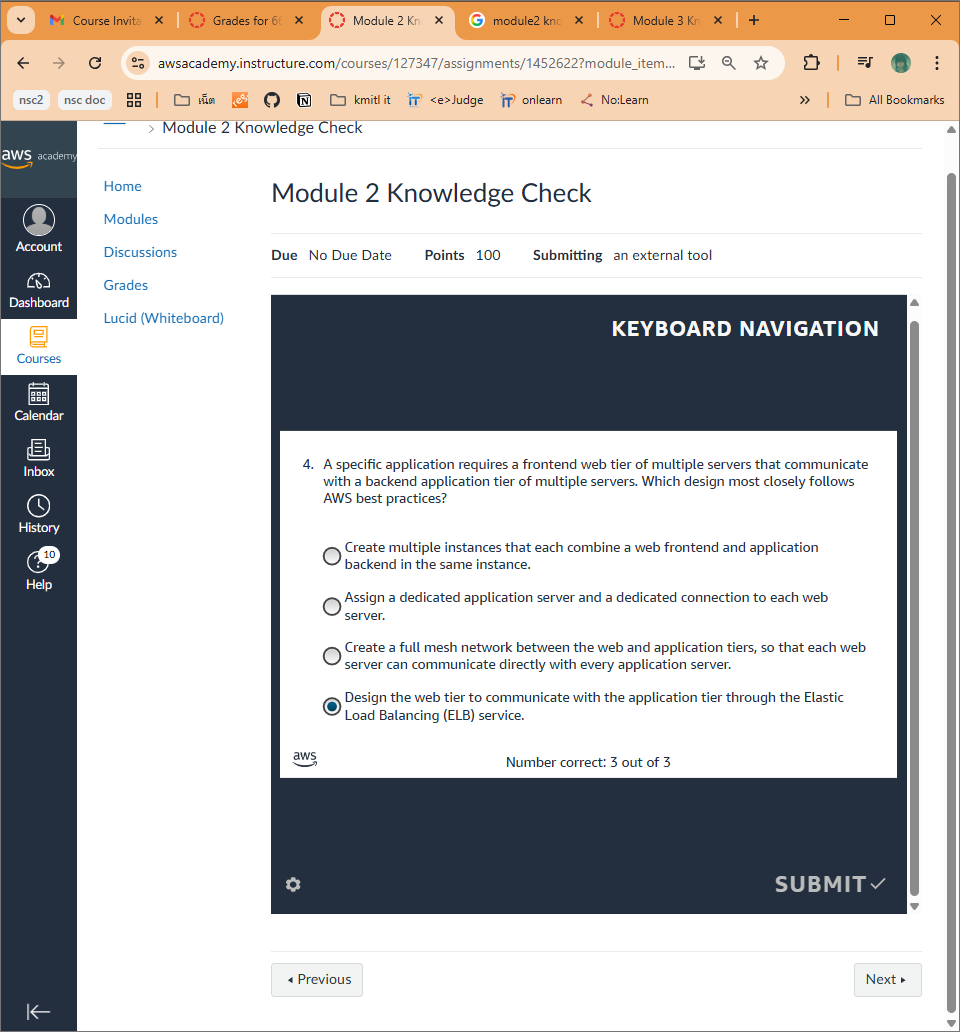 Course Invita
Grades for 66
Module 2 Kn
module2 kno
Module 3 Kn
awsacademy.instructure.com/courses/127347/assignments/1452622?module_item...
nsc2
nsc doc
เน็ต
kmitl it
<e>Judge
onlearn
No:Learn
»
All Bookmarks
aws academy
> Module 2 Knowledge Check
Account
Dashboard
Courses
Calendar
Inbox
History
10
Help
Home
Modules
Discussions
Grades
Lucid (Whiteboard)
Module 2 Knowledge Check
Due No Due Date Points 100 Submitting an external tool
KEYBOARD NAVIGATION
4. A specific application requires a frontend web tier of multiple servers that communicate
with a backend application tier of multiple servers. Which design most closely follows
AWS best practices?
Create multiple instances that each combine a web frontend and application
backend in the same instance.
Assign a dedicated application server and a dedicated connection to each web
server.
Create a full mesh network between the web and application tiers, so that each web
server can communicate directly with every application server.
Design the web tier to communicate with the application tier through the Elastic
Load Balancing (ELB) service.
aws
Number correct: 3 out of 3
SUBMIT
Previous
Next